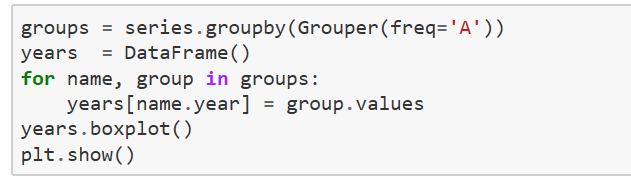 groups = series.groupby(Grouper(freq='A'))
years  = DataFrame()
for name, group in groups:
    years[name.year] = group.values
years.boxplot()
plt.show()